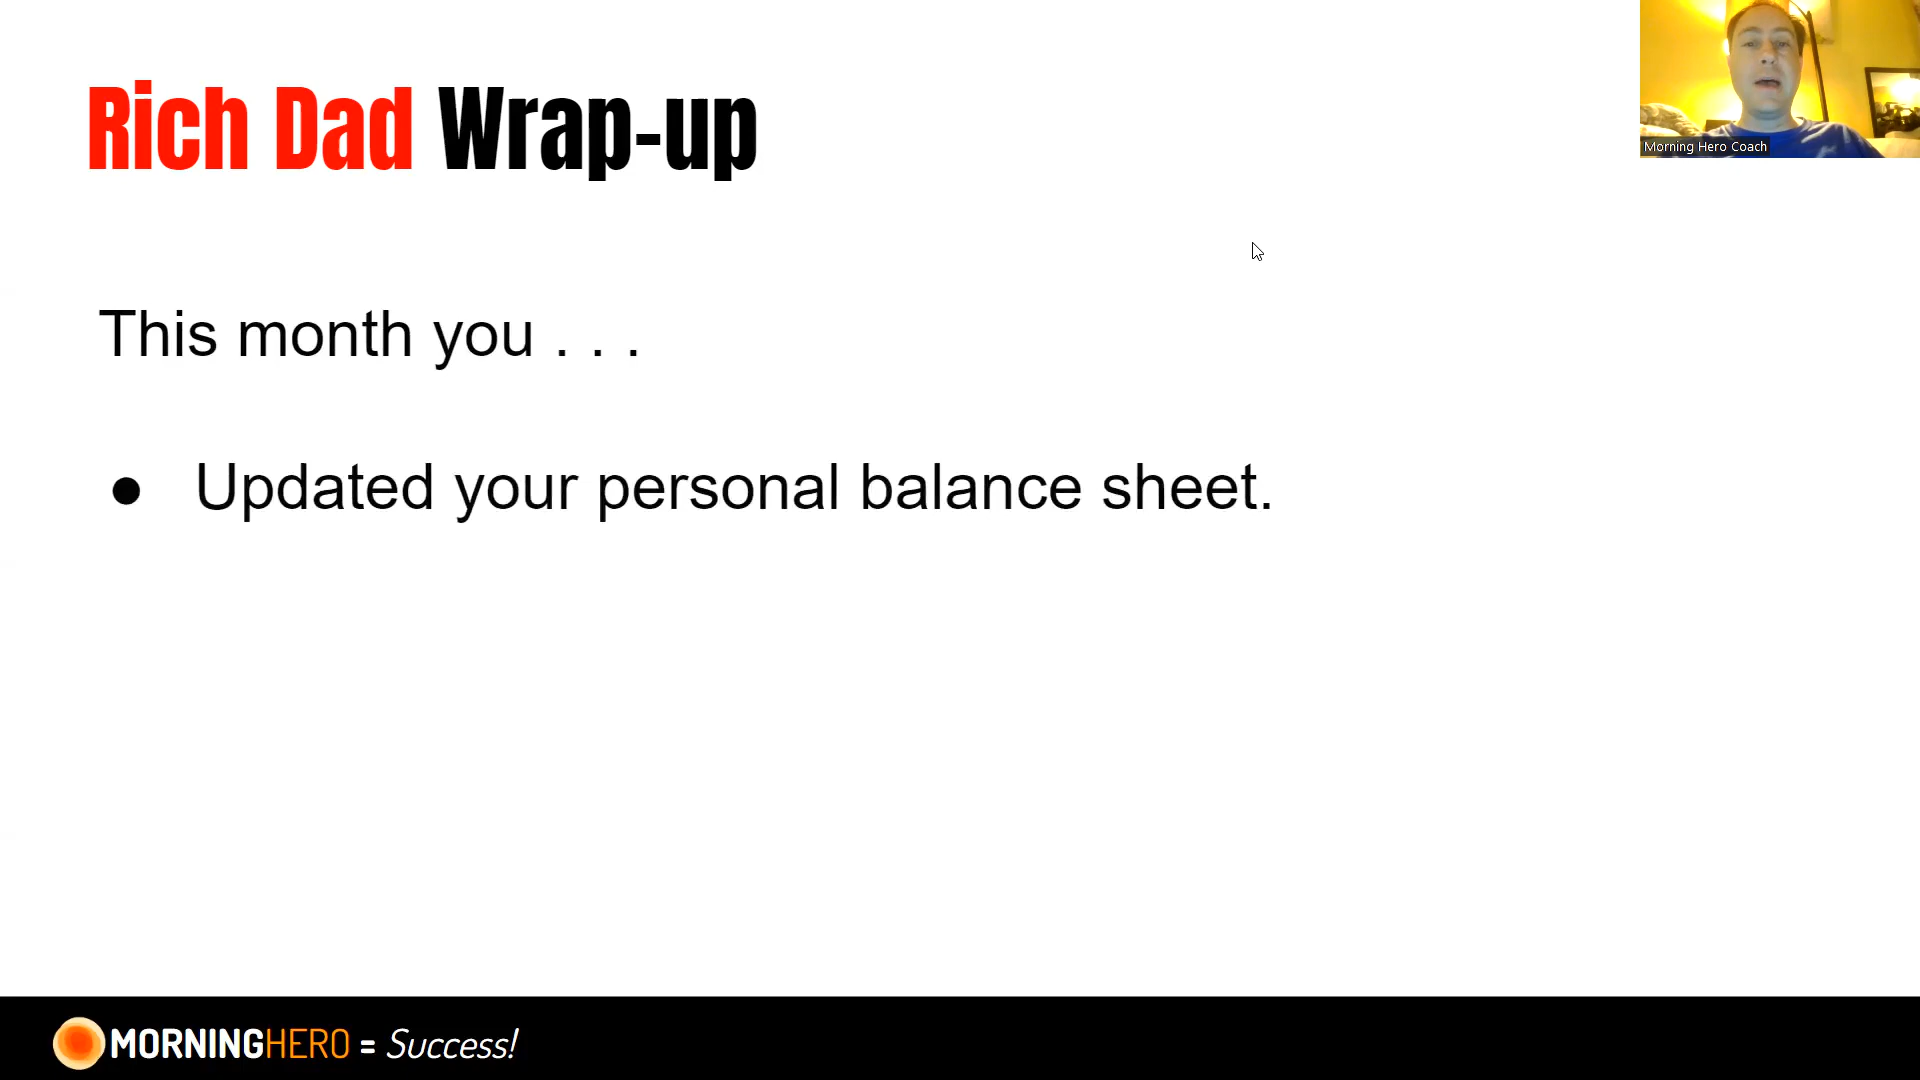 Rich Dad Wrap-up
Morning Hero Coach
This month you . . .
● Updated your personal balance sheet.
MORNINGHERO = Success!